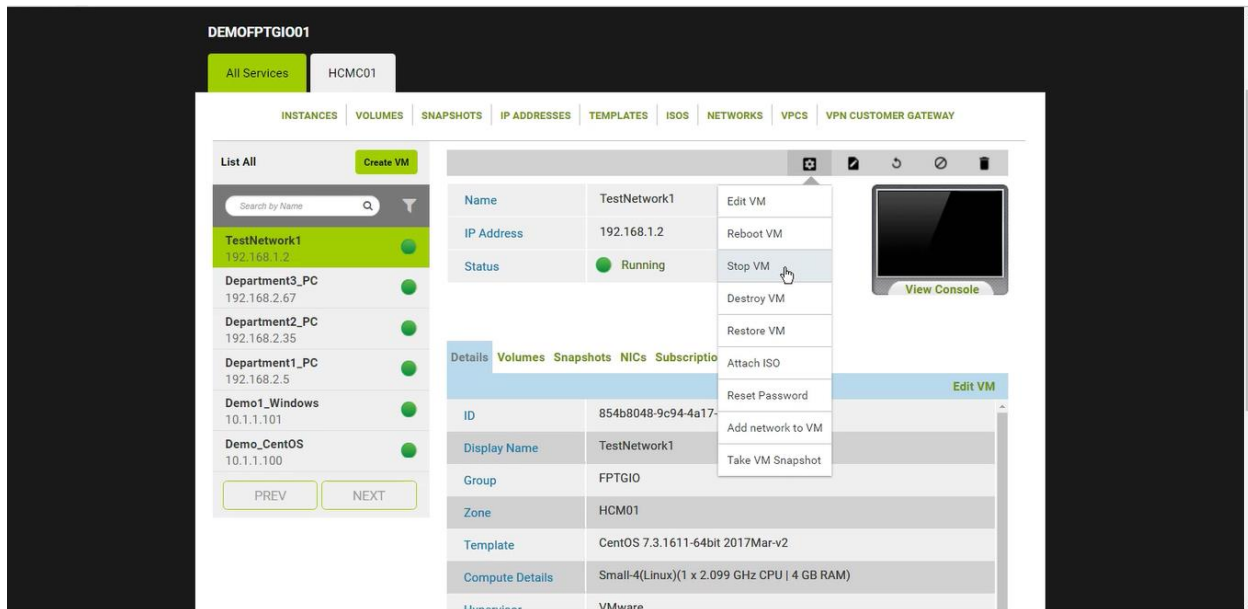 DEMOFPTGIO01
All Services HCMC01
INSTANCES VOLUMES SNAPSHOTS IP ADDRESSES TEMPLATES ISOS NETWORKS VPCS VPN CUSTOMER GATEWAY
List All Create VM
Search by Name
TestNetwork1
192.168.1.2
Department3_PC
192.168.2.67
Department2_PC
192.168.2.35
Department1_PC
192.168.2.5
Demo1_Windows
10.1.1.101
Demo_CentOS
10.1.1.100
PREV NEXT
Name TestNetwork1
IP Address 192.168.1.2
Status Running
Edit VM
Reboot VM
Stop VM
Destroy VM
Restore VM
Attach ISO
Reset Password
Add network to VM
Take VM Snapshot
View Console
Details Volumes Snapshots NICs Subscriptio
Edit VM
ID 854b8048-9c94-4a17-
Display Name TestNetwork1
Group FPTGIO
Zone HCM01
Template CentOS 7.3.1611-64bit 2017Mar-v2
Compute Details Small-4(Linux)(1 x 2.099 GHz CPU | 4 GB RAM)
Hypervisor VMware